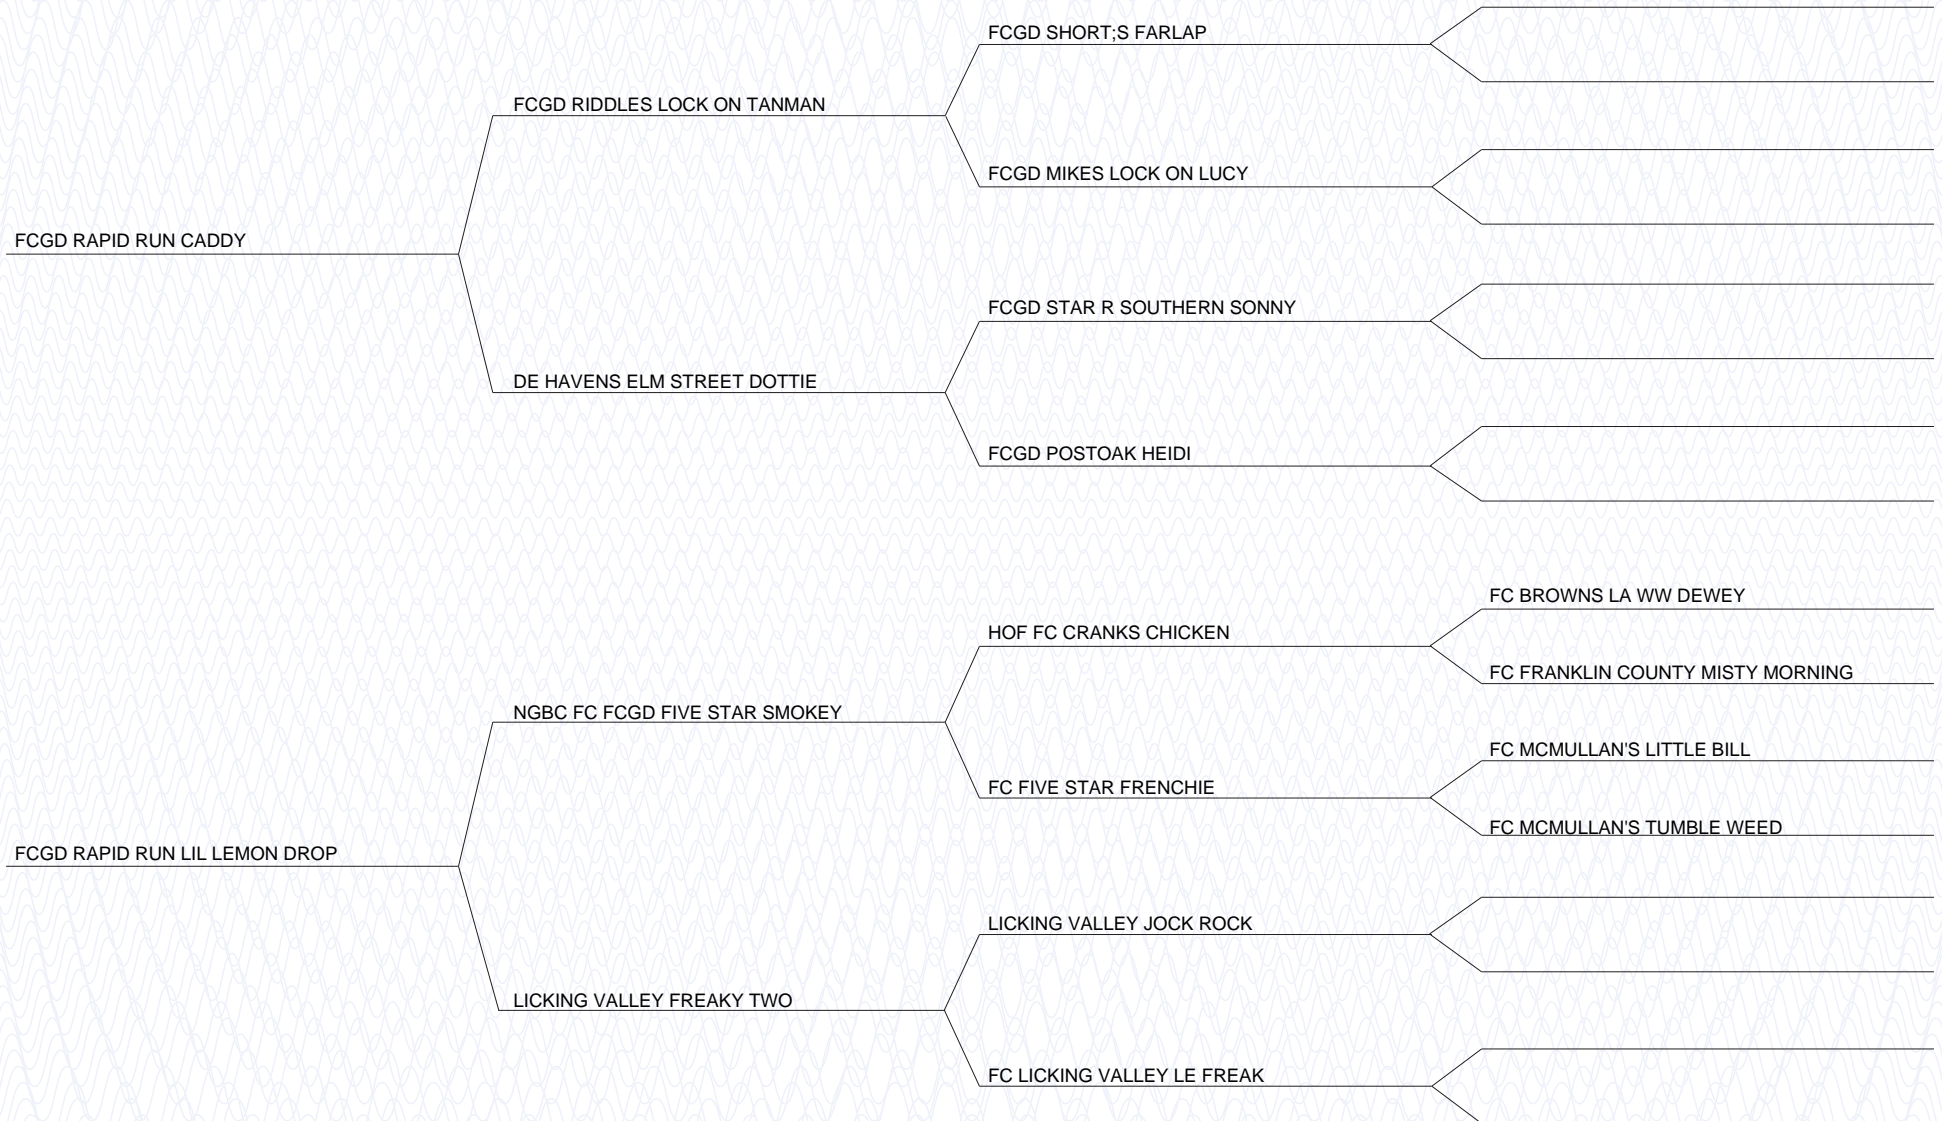 FCGD SHORT;S FARLAP
FCGD RIDDLES LOCK ON TANMAN
FCGD MIKES LOCK ON LUCY
FCGD RAPID RUN CADDY
FCGD STAR R SOUTHERN SONNY
DE HAVENS ELM STREET DOTTIE
FCGD POSTOAK HEIDI
FC BROWNS LA WW DEWEY
HOF FC CRANKS CHICKEN
FC FRANKLIN COUNTY MISTY MORNING
NGBC FC FCGD FIVE STAR SMOKEY
FC MCMULLAN'S LITTLE BILL
FC FIVE STAR FRENCHIE
FC MCMULLAN'S TUMBLE WEED
FCGD RAPID RUN LIL LEMON DROP
LICKING VALLEY JOCK ROCK
LICKING VALLEY FREAKY TWO
FC LICKING VALLEY LE FREAK